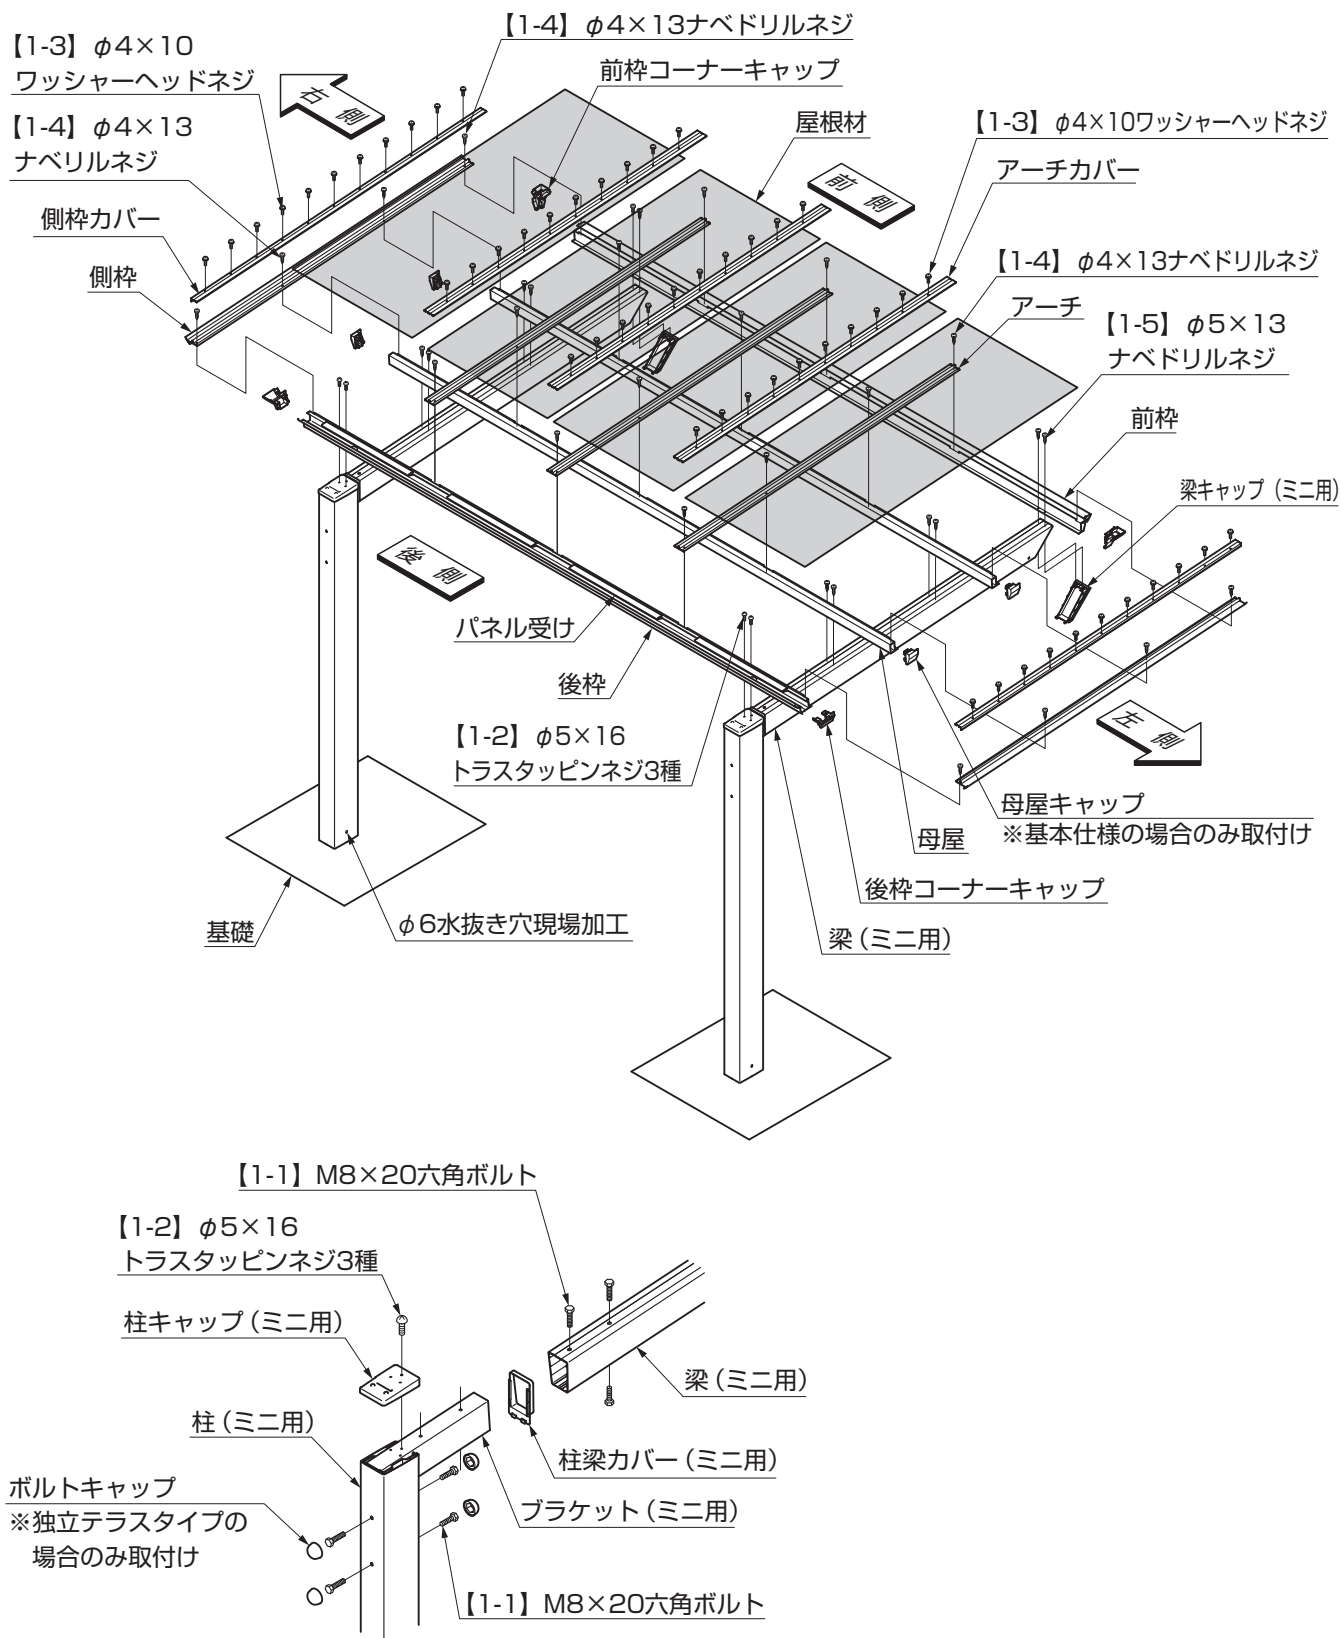 【1-4】φ4×13ナベドリルネジ
【1-3】φ4×10
ワッシャーヘッドネジ
前枠コーナーキャップ
右側
【1-4】φ4×13
ナベリルネジ
屋根材
【1-3】φ4×10ワッシャーヘッドネジ
アーチカバー
前側
側枠カバー
側枠
【1-4】φ4×13ナベドリルネジ
アーチ
【1-5】φ5×13
ナベドリルネジ
前枠
梁キャップ（ミニ用）
後側
パネル受け
後枠
【1-2】φ5×16
トラスタッピンネジ3種
左側
母屋キャップ
※基本仕様の場合のみ取付け
母屋
後枠コーナーキャップ
基礎
φ6水抜き穴現場加工
梁（ミニ用）
【1-1】M8×20六角ボルト
【1-2】φ5×16
トラスタッピンネジ3種
柱キャップ（ミニ用）
梁（ミニ用）
柱（ミニ用）
柱梁カバー（ミニ用）
ボルトキャップ
※独立テラスタイプの
場合のみ取付け
ブラケット（ミニ用）
【1-1】M8×20六角ボルト